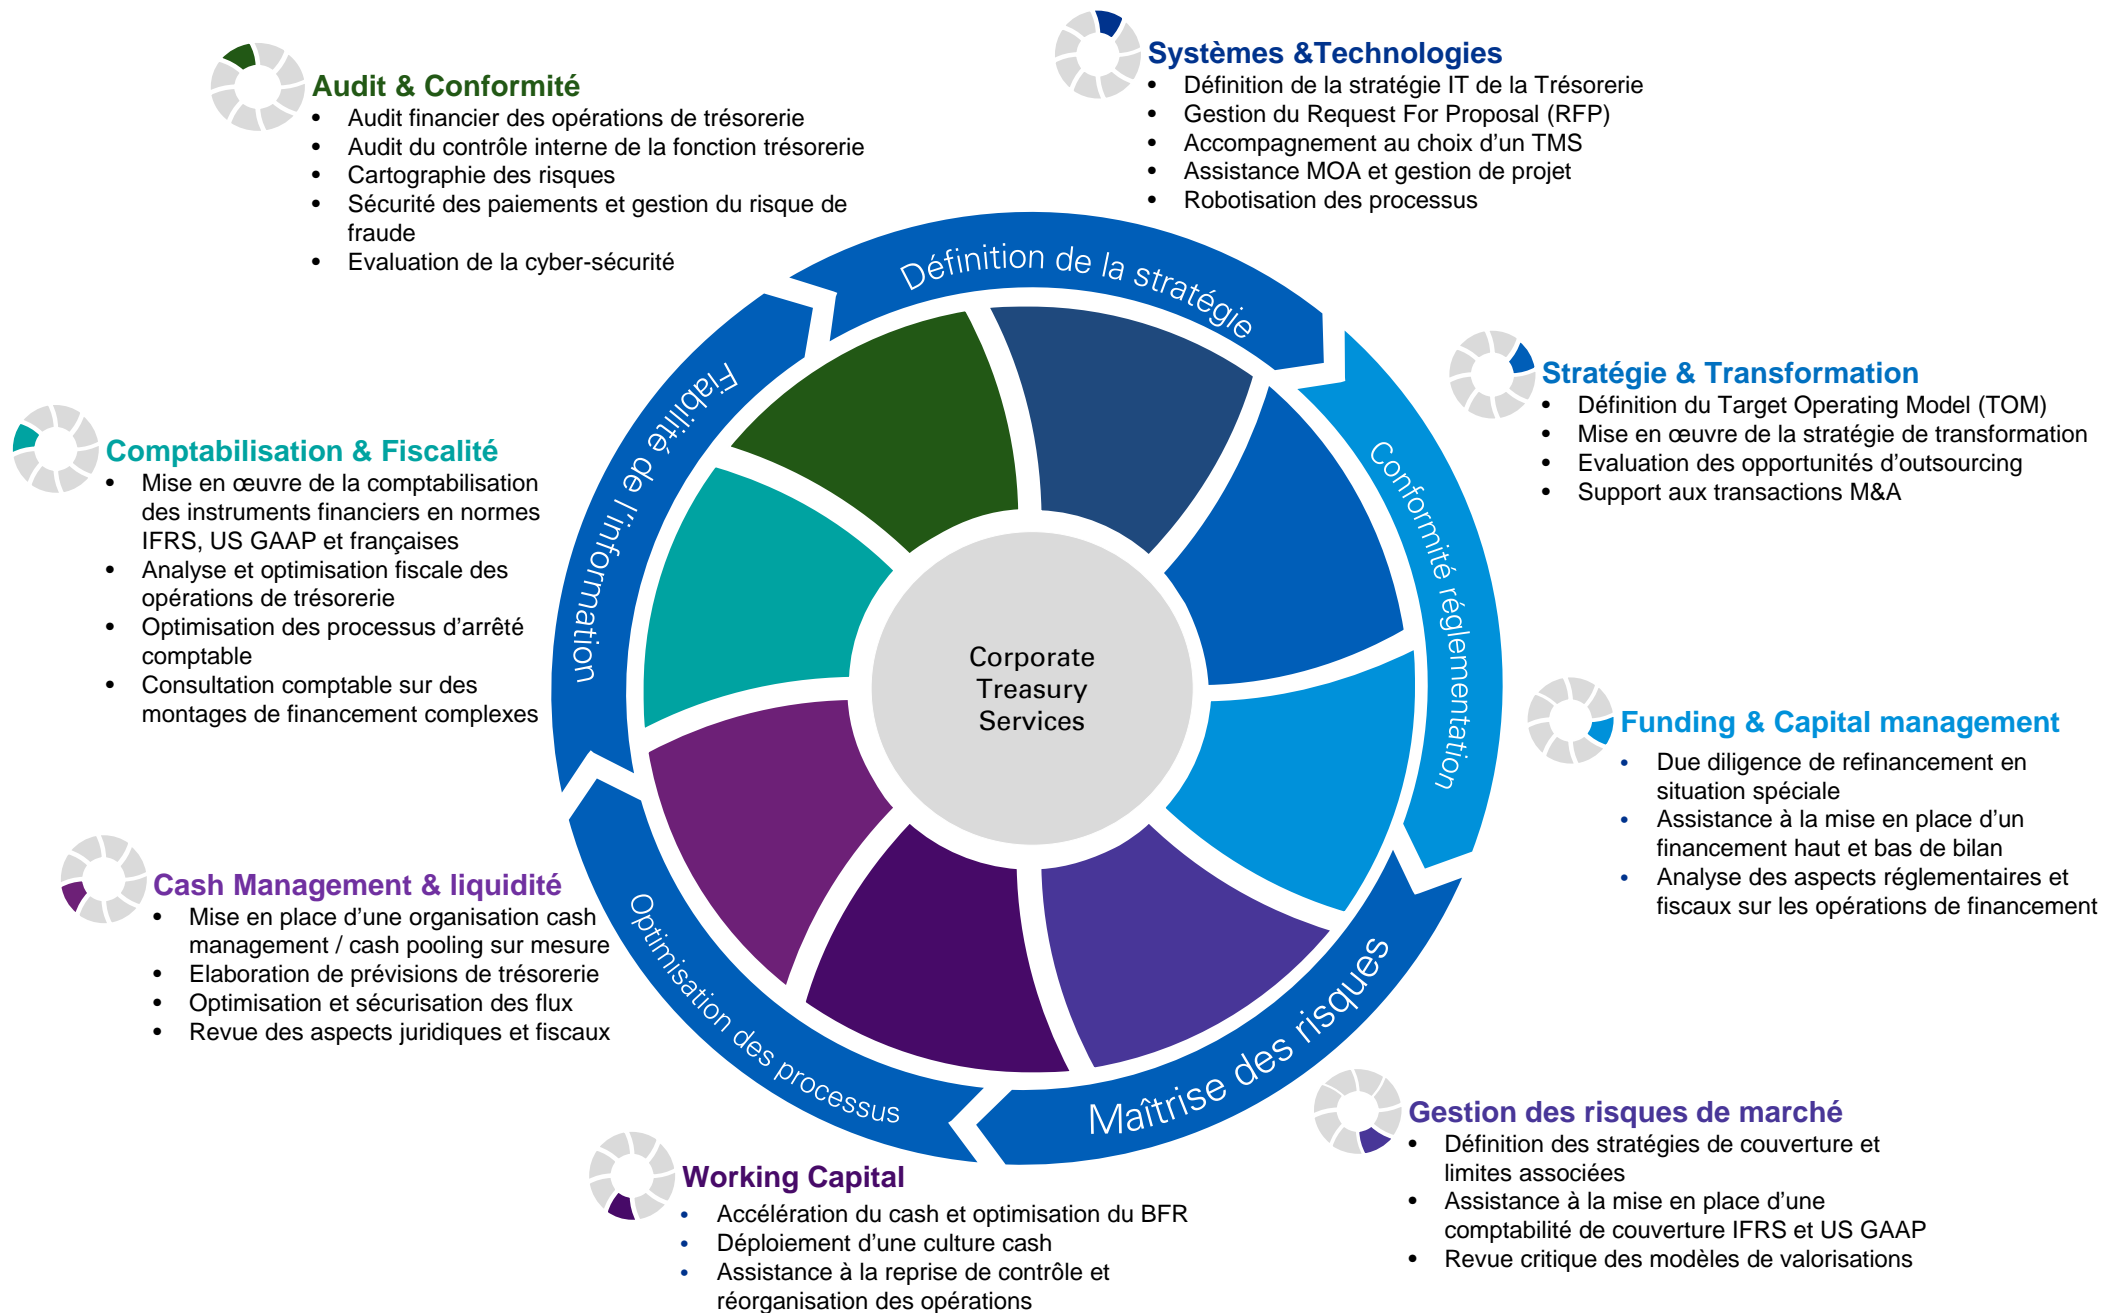 Audit & Conformité
• Audit financier des opérations de trésorerie
• Audit du contrôle interne de la fonction trésorerie
• Cartographie des risques
• Sécurité des paiements et gestion du risque de
fraude
• Evaluation de la cyber-sécurité
Systèmes &Technologies
• Définition de la stratégie IT de la Trésorerie
• Gestion du Request For Proposal (RFP)
• Accompagnement au choix d’un TMS
• Assistance MOA et gestion de projet
• Robotisation des processus
Stratégie & Transformation
• Définition du Target Operating Model (TOM)
• Mise en œuvre de la stratégie de transformation
• Evaluation des opportunités d’outsourcing
• Support aux transactions M&A
Funding & Capital management
• Due diligence de refinancement en
situation spéciale
• Assistance à la mise en place d’un
financement haut et bas de bilan
• Analyse des aspects réglementaires et
fiscaux sur les opérations de financement
Gestion des risques de marché
• Définition des stratégies de couverture et
limites associées
• Assistance à la mise en place d’une
comptabilité de couverture IFRS et US GAAP
• Revue critique des modèles de valorisations
Working Capital
• Accélération du cash et optimisation du BFR
• Déploiement d’une culture cash
• Assistance à la reprise de contrôle et
réorganisation des opérations
Cash Management & liquidité
• Mise en place d’une organisation cash
management / cash pooling sur mesure
• Elaboration de prévisions de trésorerie
• Optimisation et sécurisation des flux
• Revue des aspects juridiques et fiscaux
Comptabilisation & Fiscalité
• Mise en œuvre de la comptabilisation
des instruments financiers en normes
IFRS, US GAAP et françaises
• Analyse et optimisation fiscale des
opérations de trésorerie
• Optimisation des processus d’arrêté
comptable
• Consultation comptable sur des
montages de financement complexes
Définition de la stratégie
Conformité réglementation
Maîtrise des risques
Optimisation des processus
Fiabilité de l’information
Corporate
Treasury
Services